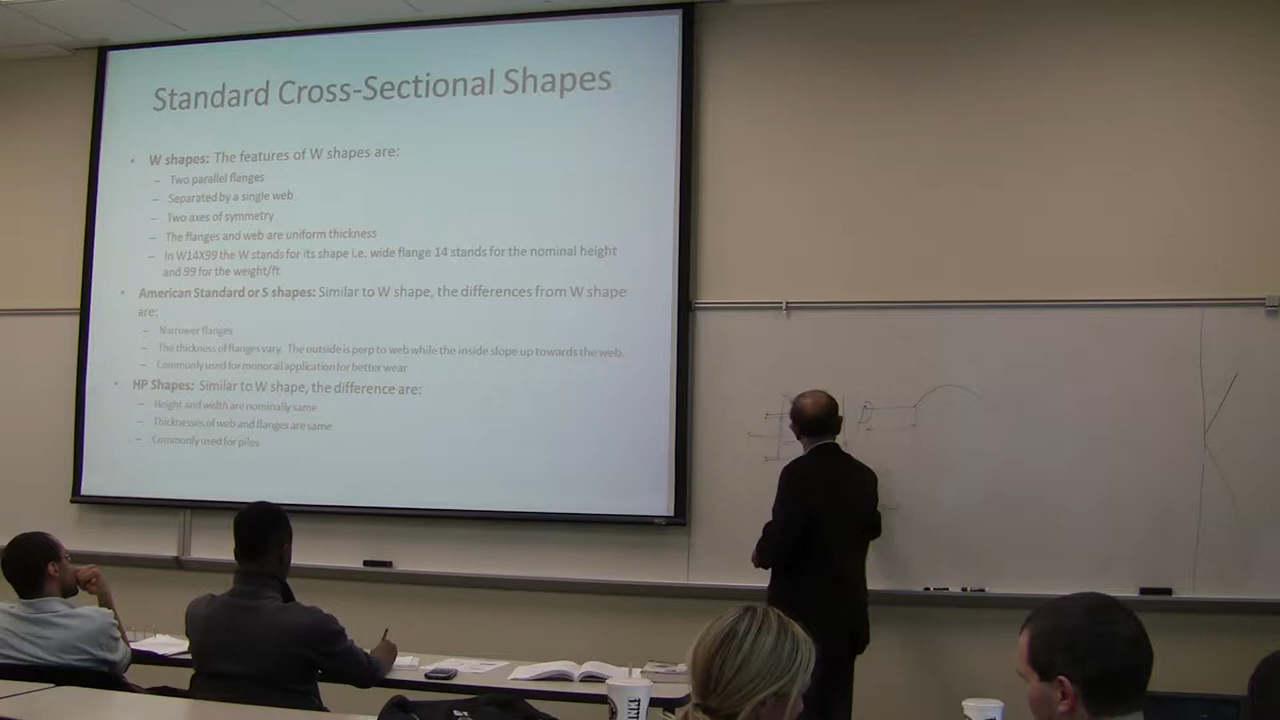 Standard Cross-Sectional Shapes
• W shapes: The features of W shapes are:
– Two parallel flanges
– Separated by a single web
– Two axes of symmetry
– The flanges and web are uniform thickness
– In W14X99 the W stands for its shape i.e. wide flange 14 stands for the nominal height
and 99 for the weight/ft
• American Standard or S shapes: Similar to W shape, the differences from W shape
are:
– Narrower flanges
– The thickness of flanges vary. The outside is perp to web while the inside slope up towards the web.
– Commonly used for monorail application for better wear
• HP Shapes: Similar to W shape, the difference are:
– Height and width are nominally same
– Thicknesses of web and flanges are same
– Commonly used for piles